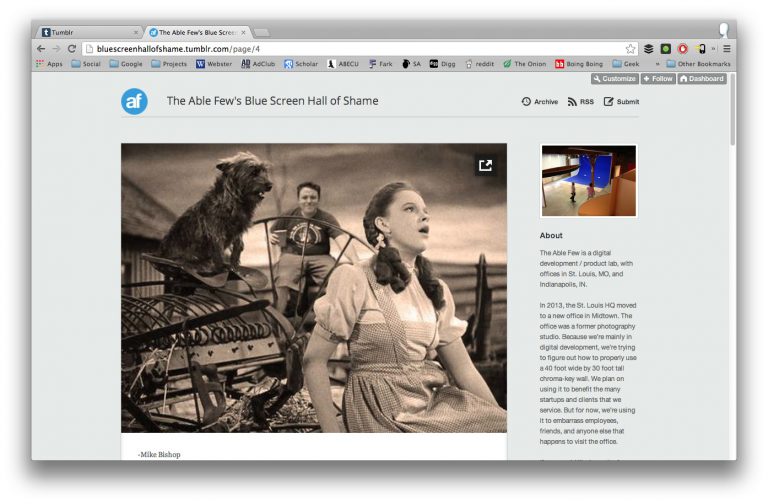 Tumblr
The Able Few's Blue Screen
bluescreenhallofshame.tumblr.com/page/4
Apps Social Google Projects Webster AdClub Scholar Fark SA Digg reddit The Onion Boing Boing Geek » Other Bookmarks
Customize + Follow Dashboard
af The Able Few's Blue Screen Hall of Shame
Archive RSS Submit
About
The Able Few is a digital
development / product lab, with
offices in St. Louis, MO, and
Indianapolis, IN.
In 2013, the St. Louis HQ moved
to a new office in Midtown. The
office was a former photography
studio. Because we're mainly in
digital development, we're trying
to figure out how to properly use
a 40 foot wide by 30 foot tall
chroma-key wall. We plan on
using it to benefit the many
startups and clients that we
service. But for now, we're using
it to embarrass employees,
friends, and anyone else that
happens to visit the office.
-Mike Bishop